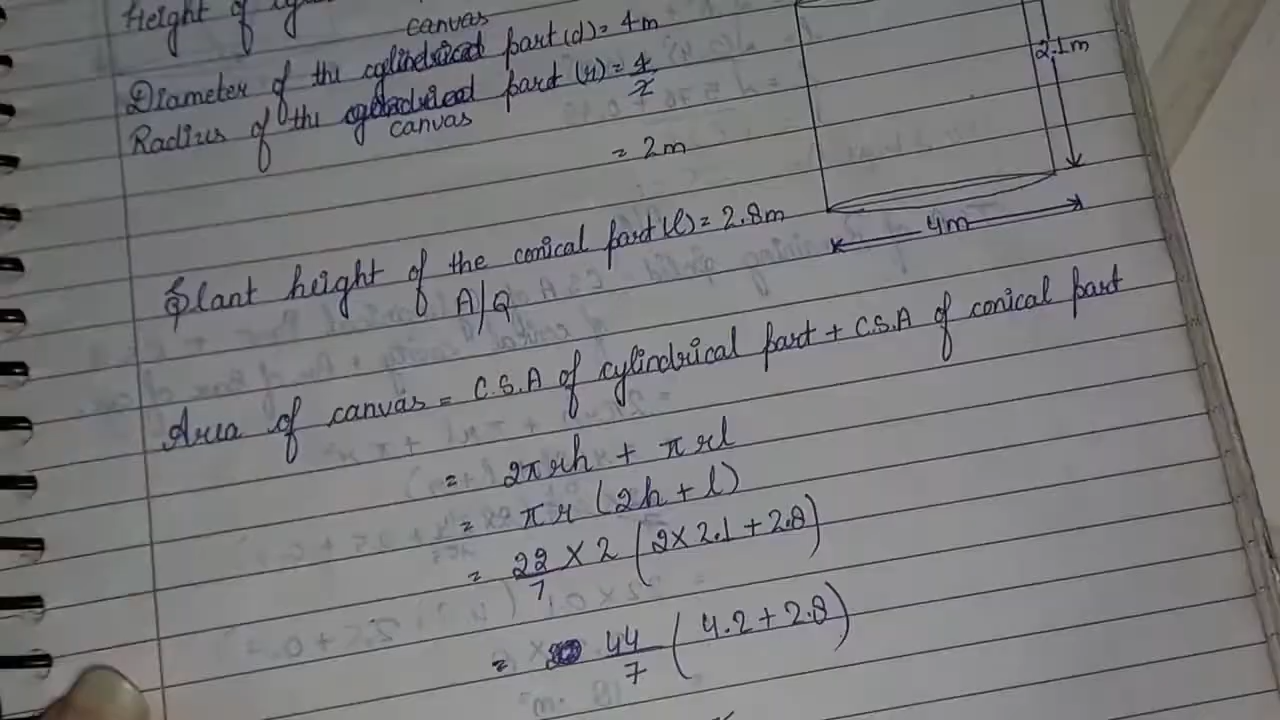 Height of
canvas
Diameter of the cylindrical part(d)= 4m
Radius of the cylindrical part (r)= 4/2
canvas
= 2m
2.1m
4m
Slant height of the conical part(l)= 2.8m
A/Q
Area of canvas = C.S.A of cylindrical part + C.S.A of conical part
= 2πrh + πrl
= πr (2h+l)
= 22/7 × 2 (2×2.1+2.8)
= 44/7 (4.2+2.8)